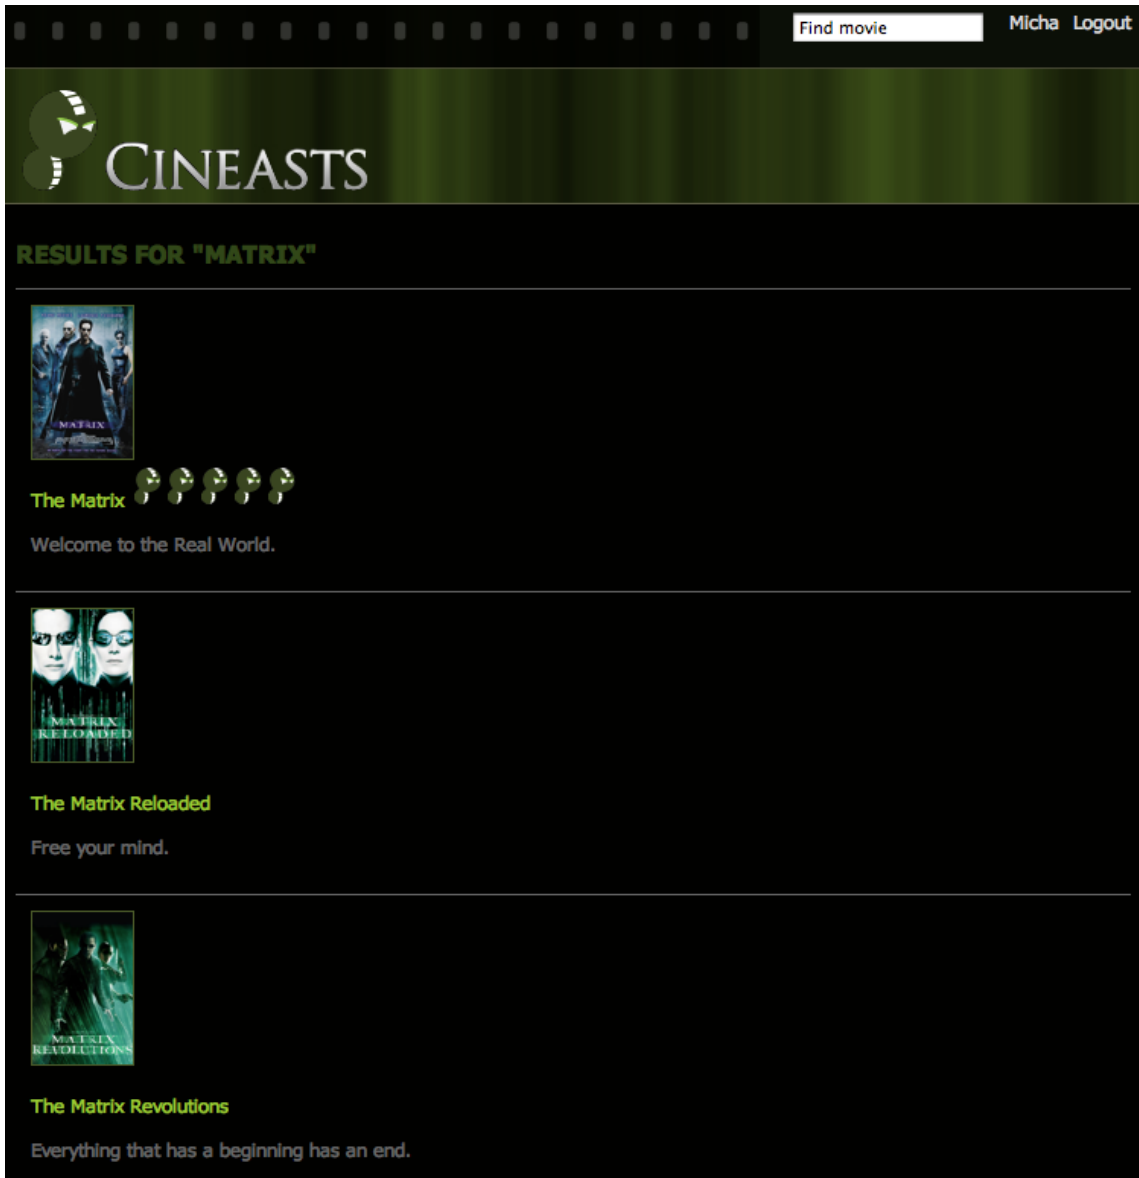 Find movie
Micha Logout
CINEASTS
RESULTS FOR "MATRIX"
MATRIX
The Matrix
Welcome to the Real World.
MATRIX
RELOADED
The Matrix Reloaded
Free your mind.
MATRIX
REVOLUTIONS
The Matrix Revolutions
Everything that has a beginning has an end.